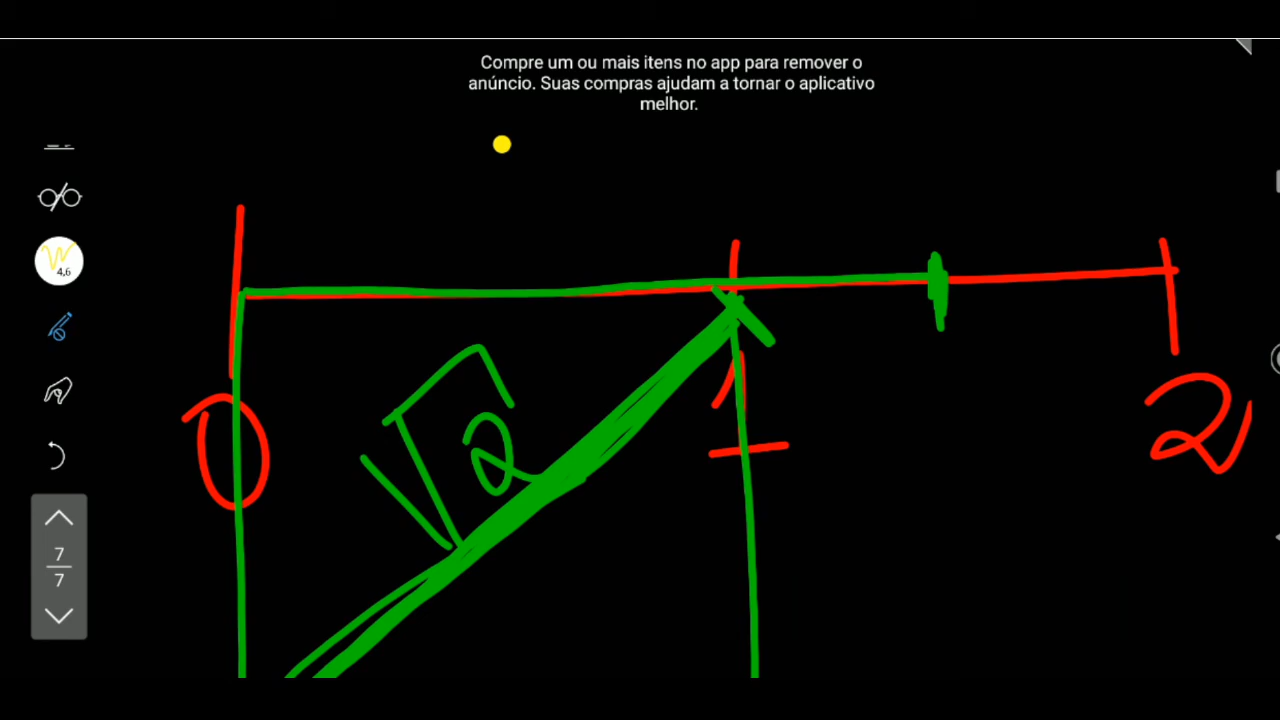 Compre um ou mais itens no app para remover o
anúncio. Suas compras ajudam a tornar o aplicativo
melhor.
4,6
0
1
2
√2
7
7